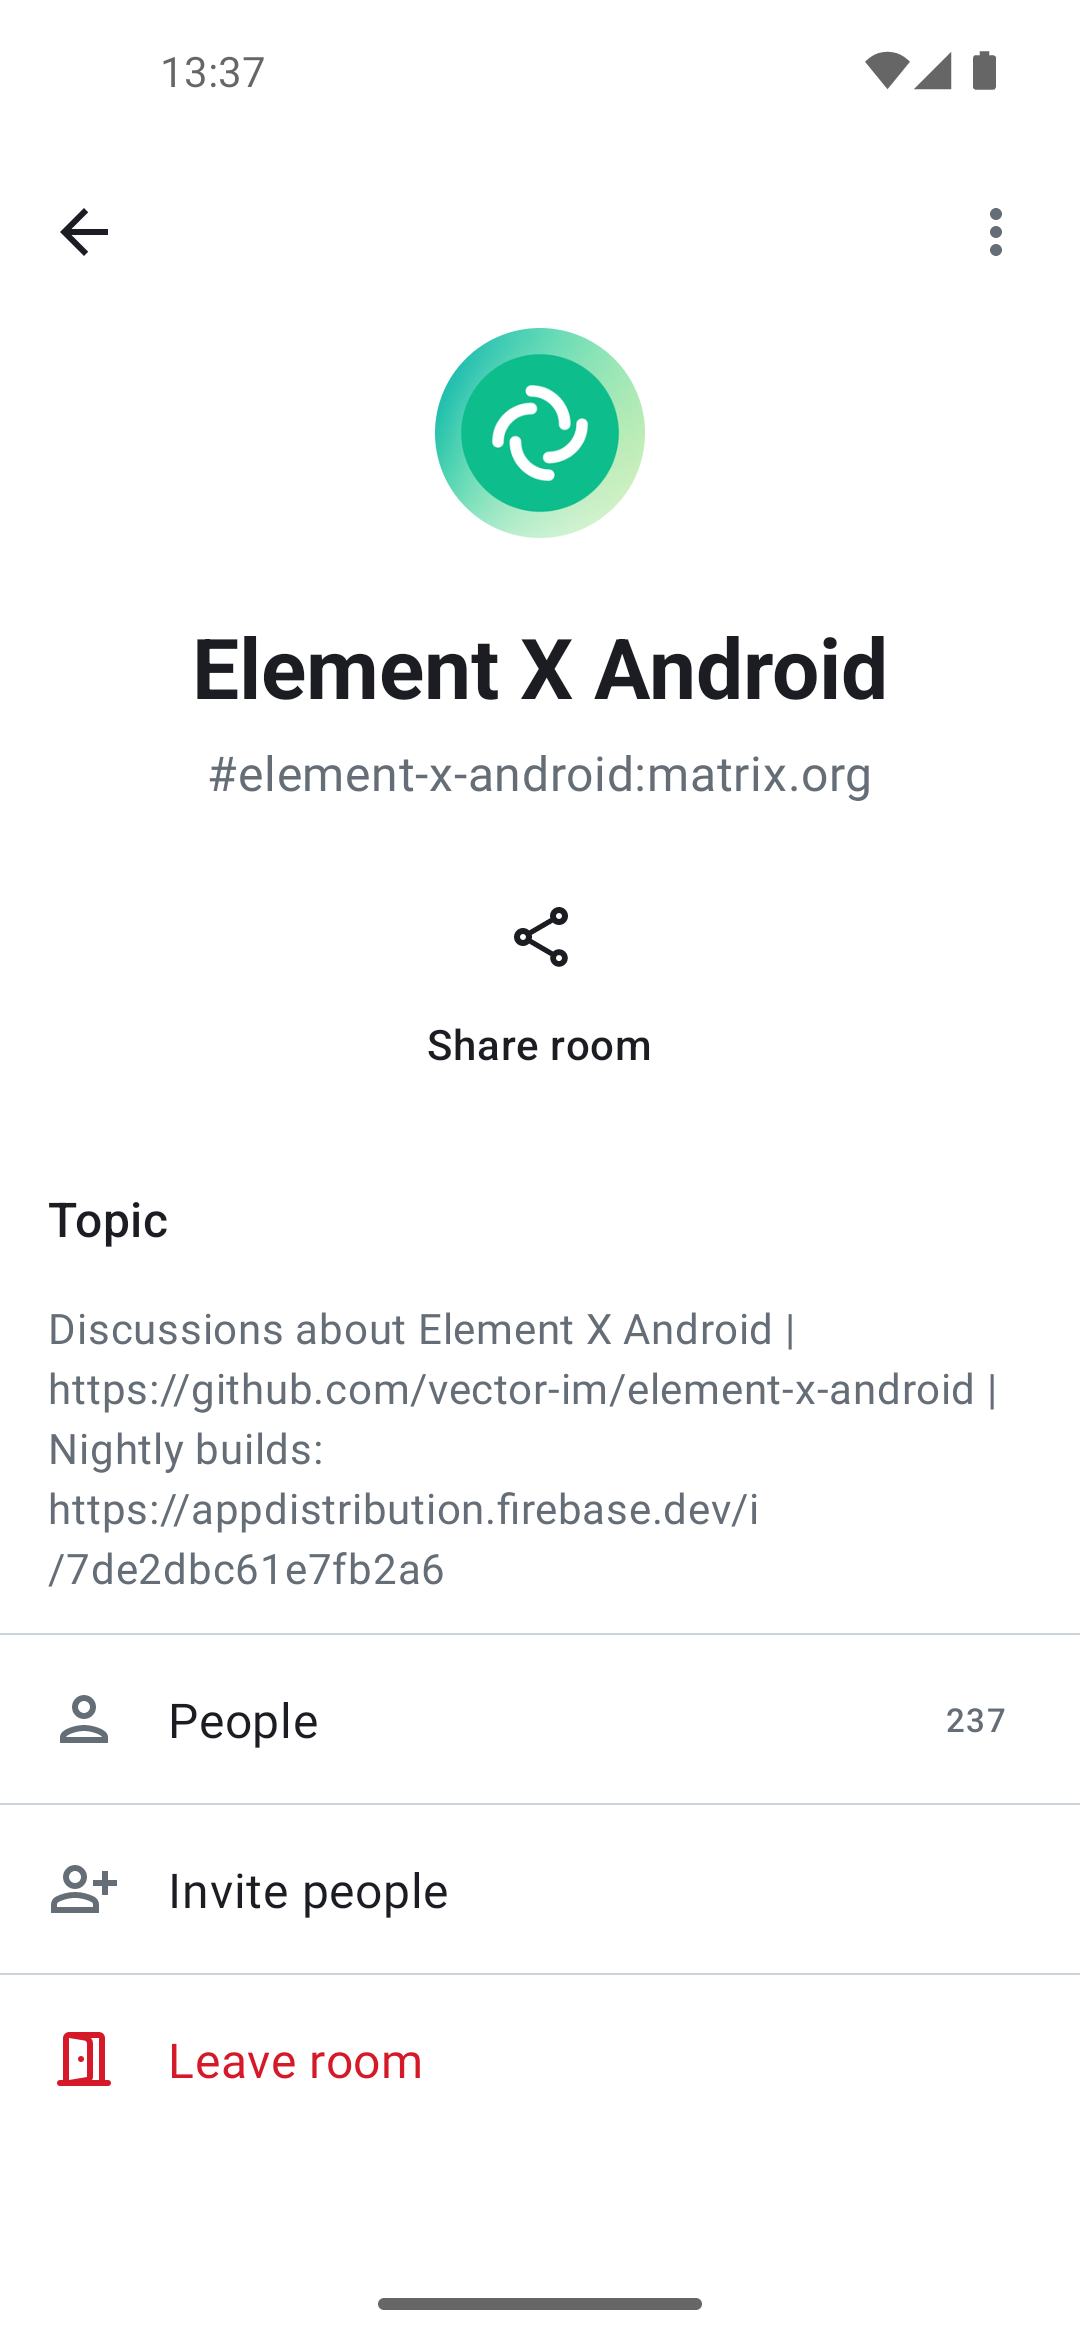 13:37
Element X Android
#element-x-android:matrix.org
Share room
Topic
Discussions about Element X Android |
https://github.com/vector-im/element-x-android |
Nightly builds:
https://appdistribution.firebase.dev/i
/7de2dbc61e7fb2a6
People 237
Invite people
Leave room